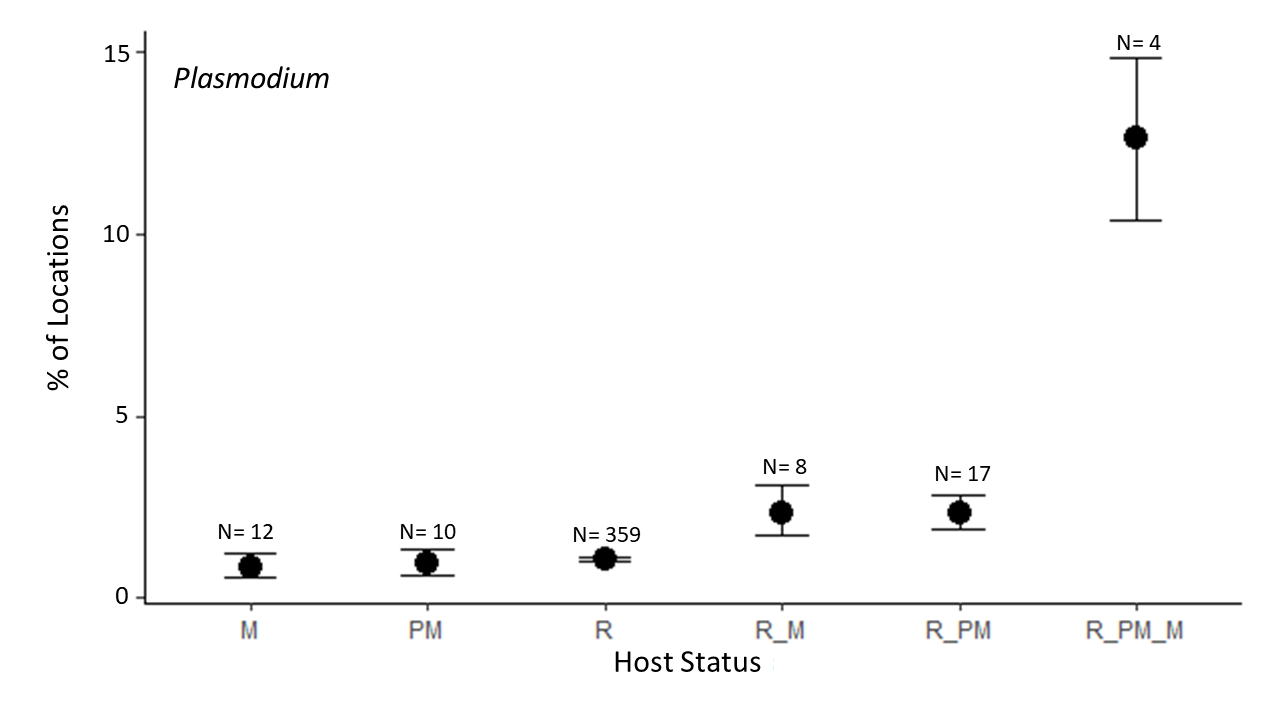 Plasmodium
% of Locations
15
10
5
0
N= 12
N= 10
N= 359
N= 8
N= 17
N= 4
M
PM
R
R_M
R_PM
R_PM_M
Host Status